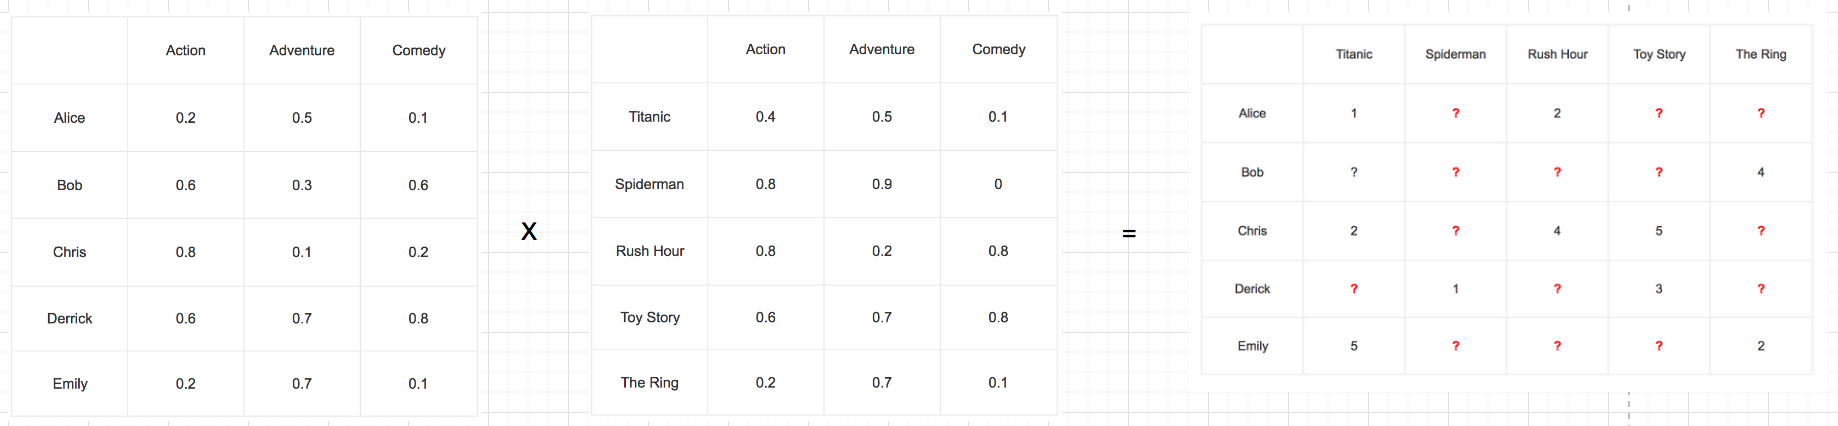 Action Adventure Comedy
Alice 0.2 0.5 0.1
Bob 0.6 0.3 0.6
Chris 0.8 0.1 0.2
Derrick 0.6 0.7 0.8
Emily 0.2 0.7 0.1
X
Action Adventure Comedy
Titanic 0.4 0.5 0.1
Spiderman 0.8 0.9 0
Rush Hour 0.8 0.2 0.8
Toy Story 0.6 0.7 0.8
The Ring 0.2 0.7 0.1
=
Titanic Spiderman Rush Hour Toy Story The Ring
Alice 1 ? 2 ? ?
Bob ? ? ? ? 4
Chris 2 ? 4 5 ?
Derick ? 1 ? 3 ?
Emily 5 ? ? ? 2